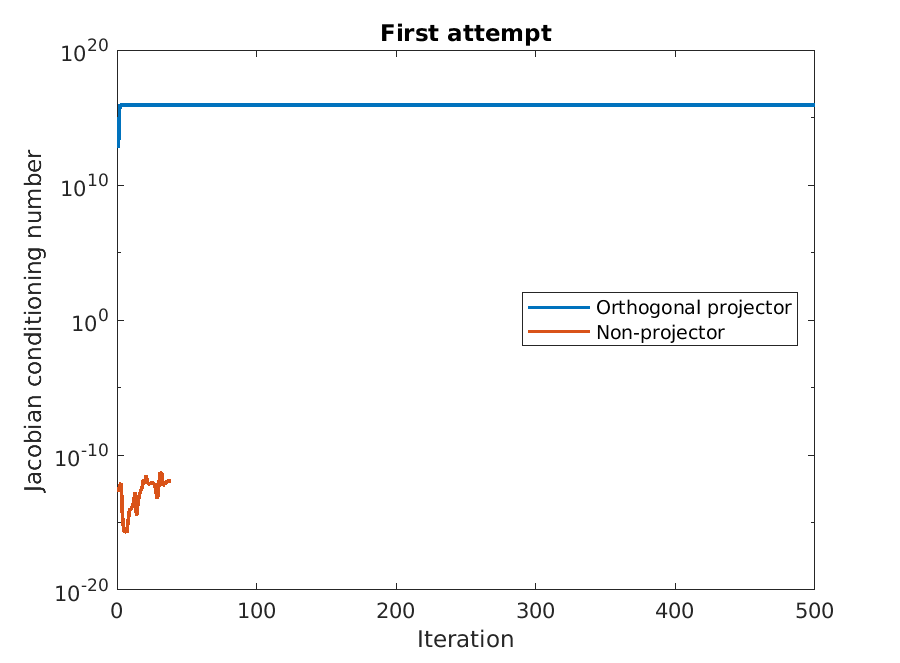 First attempt
10^20
10^10
10^0
10^-10
10^-20
Jacobian conditioning number
Orthogonal projector
Non-projector
0 100 200 300 400 500
Iteration